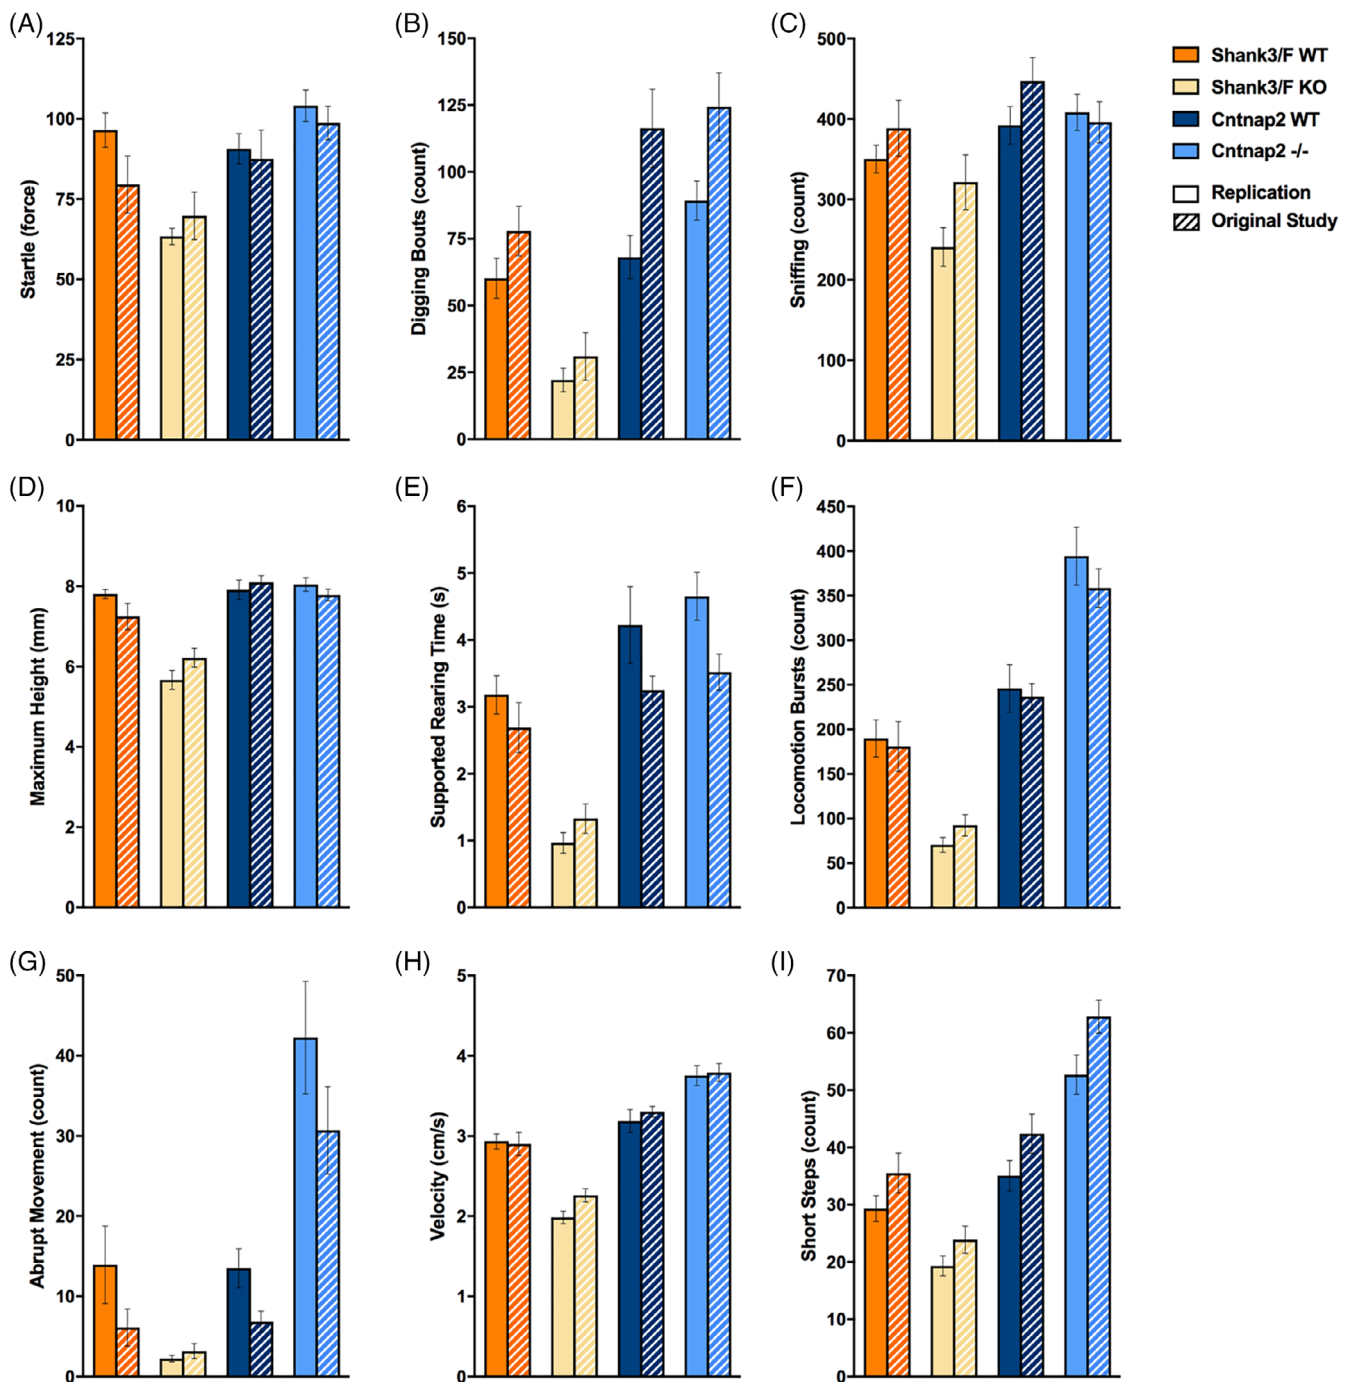 (A)
125
100
75
50
25
0
Startle (force)
(B)
150
125
100
75
50
25
0
Digging Bouts (count)
(C)
500
400
300
200
100
0
Sniffing (count)
Shank3/F WT
Shank3/F KO
Cntnap2 WT
Cntnap2 -/-
Replication
Original Study
(D)
10
8
6
4
2
0
Maximum Height (mm)
(E)
6
5
4
3
2
1
0
Supported Rearing Time (s)
(F)
450
400
350
300
250
200
150
100
50
0
Locomotion Bursts (count)
(G)
50
40
30
20
10
0
Abrupt Movement (count)
(H)
5
4
3
2
1
0
Velocity (cm/s)
(I)
70
60
50
40
30
20
10
0
Short Steps (count)